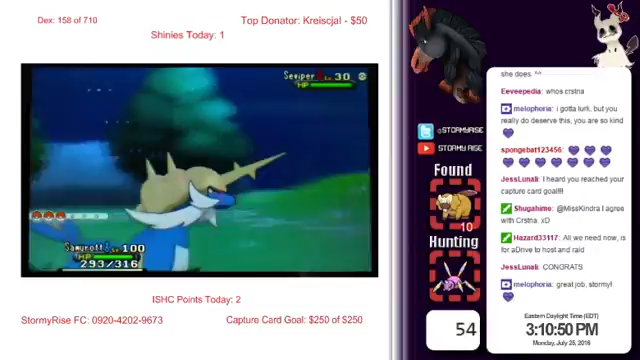 Dex: 158 of 710
Top Donator: Kreiscjal - $50
Shinies Today: 1
Seviper Lv.30
HP
Samurott Lv.100
HP
293/316
ISHC Points Today: 2
StormyRise FC: 0920-4202-9673
Capture Card Goal: $250 of $250
@STORMYRISE
STORMY RISE
Found
10
Hunting
54
she does. ^^
Eeveepedia: whos crstna
melophoria: i gotta lurk, but you
really do deserve this, you are so kind
spongebat123456:
JessLunali: I heard you reached your
capture card goal!!!!
Shugahime: @MissKindra I agree
with Crstna. xD
Hazard33117: All we need now, is
for aDrive to host and raid
JessLunali: CONGRATS
melophoria: great job, stormy!
Eastern Daylight Time (EDT)
3:10:50 PM
Monday, July 25, 2016